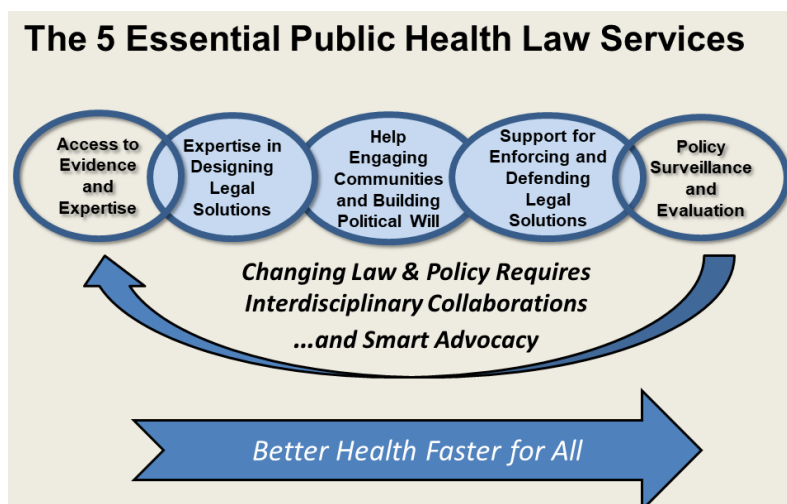 The 5 Essential Public Health Law Services
Access to
Evidence
and
Expertise
Expertise in
Designing
Legal
Solutions
Help
Engaging
Communities
and Building
Political Will
Support for
Enforcing and
Defending
Legal
Solutions
Policy
Surveillance
and
Evaluation
Changing Law & Policy Requires
Interdisciplinary Collaborations
...and Smart Advocacy
Better Health Faster for All